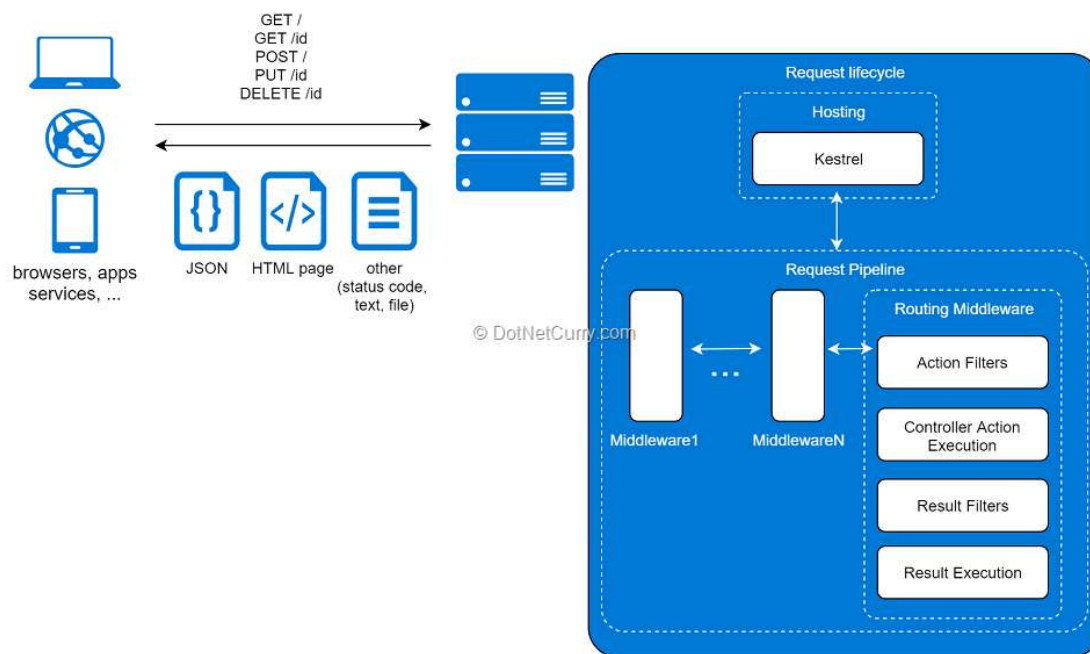 GET /
GET /id
POST /
PUT /id
DELETE /id
browsers, apps
services, ...
{}
JSON
</>
HTML page
other
(status code,
text, file)
© DotNetCurry.com
Request lifecycle
Hosting
Kestrel
Request Pipeline
Middleware1
...
MiddlewareN
Routing Middleware
Action Filters
Controller Action
Execution
Result Filters
Result Execution